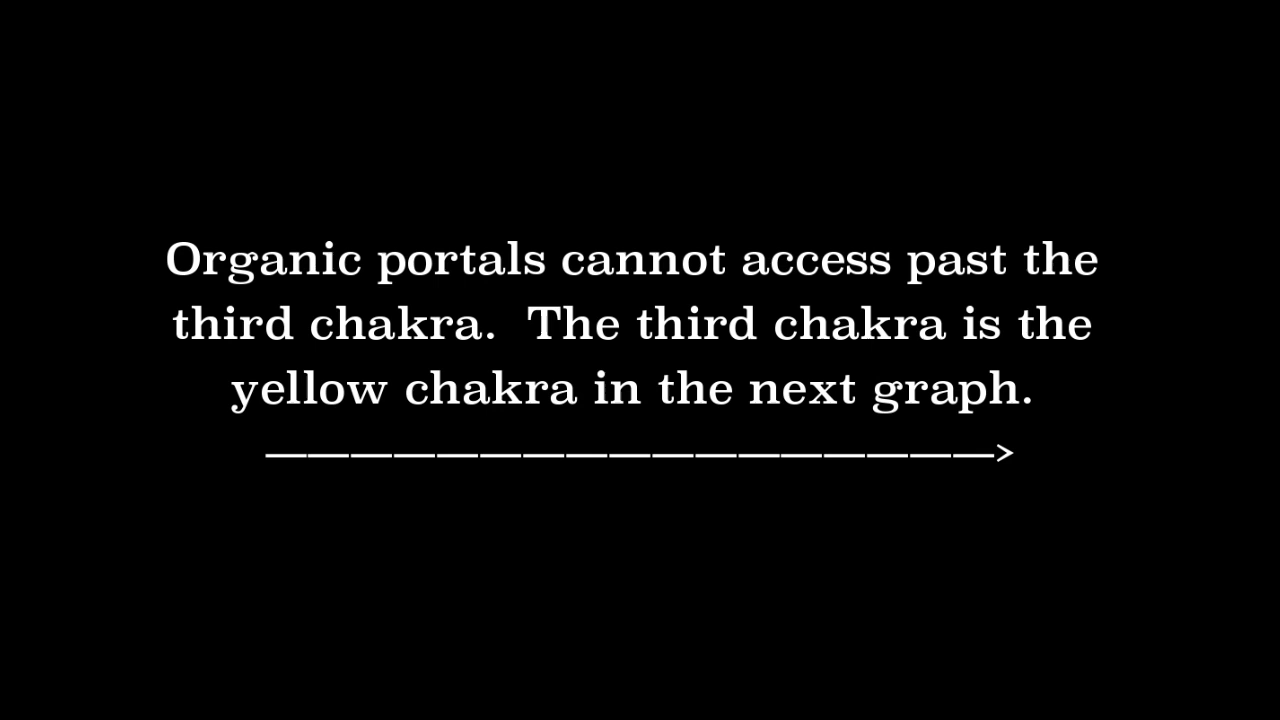 Organic portals cannot access past the
third chakra.  The third chakra is the
yellow chakra in the next graph.
—————————————————>